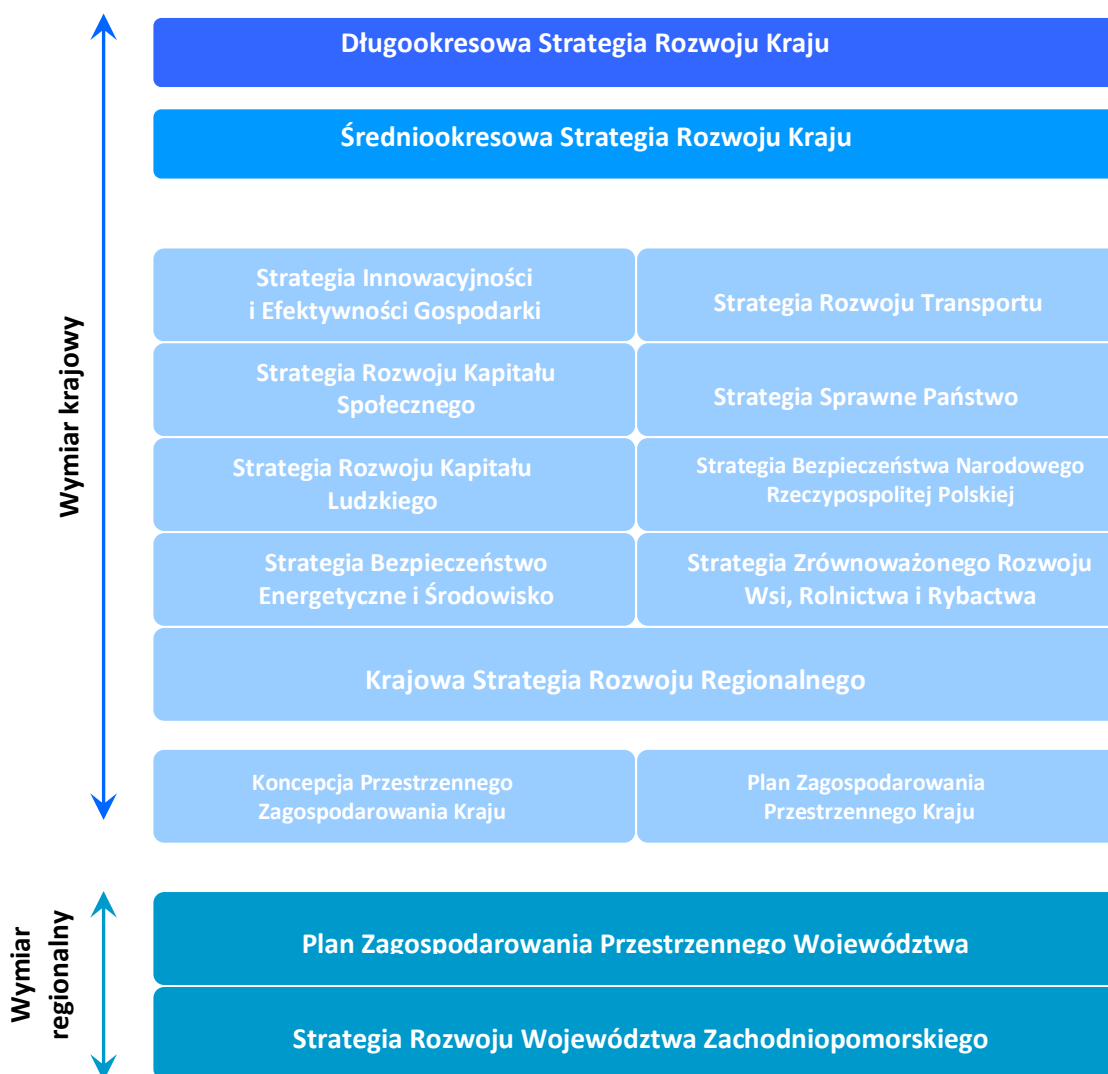 Długookresowa Strategia Rozwoju Kraju
Średniookresowa Strategia Rozwoju Kraju
Wymiar krajowy
Strategia Innowacyjności
i Efektywności Gospodarki
Strategia Rozwoju Transportu
Strategia Rozwoju Kapitału
Społecznego
Strategia Sprawne Państwo
Strategia Rozwoju Kapitału
Ludzkiego
Strategia Bezpieczeństwa Narodowego
Rzeczypospolitej Polskiej
Strategia Bezpieczeństwo
Energetyczne i Środowisko
Strategia Zrównoważonego Rozwoju
Wsi, Rolnictwa i Rybactwa
Krajowa Strategia Rozwoju Regionalnego
Koncepcja Przestrzennego
Zagospodarowania Kraju
Plan Zagospodarowania
Przestrzennego Kraju
Wymiar
regionalny
Plan Zagospodarowania Przestrzennego Województwa
Strategia Rozwoju Województwa Zachodniopomorskiego